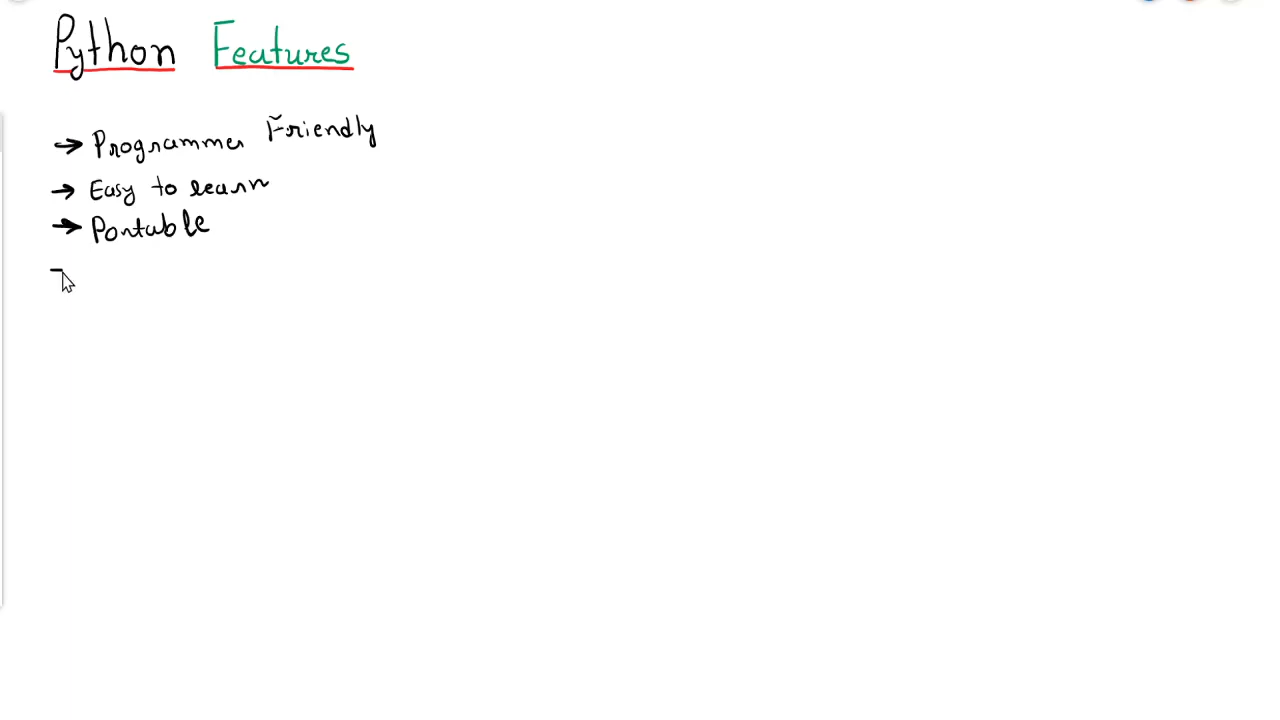 Python Features
→ Programmer Friendly
→ Easy to learn
→ Portable